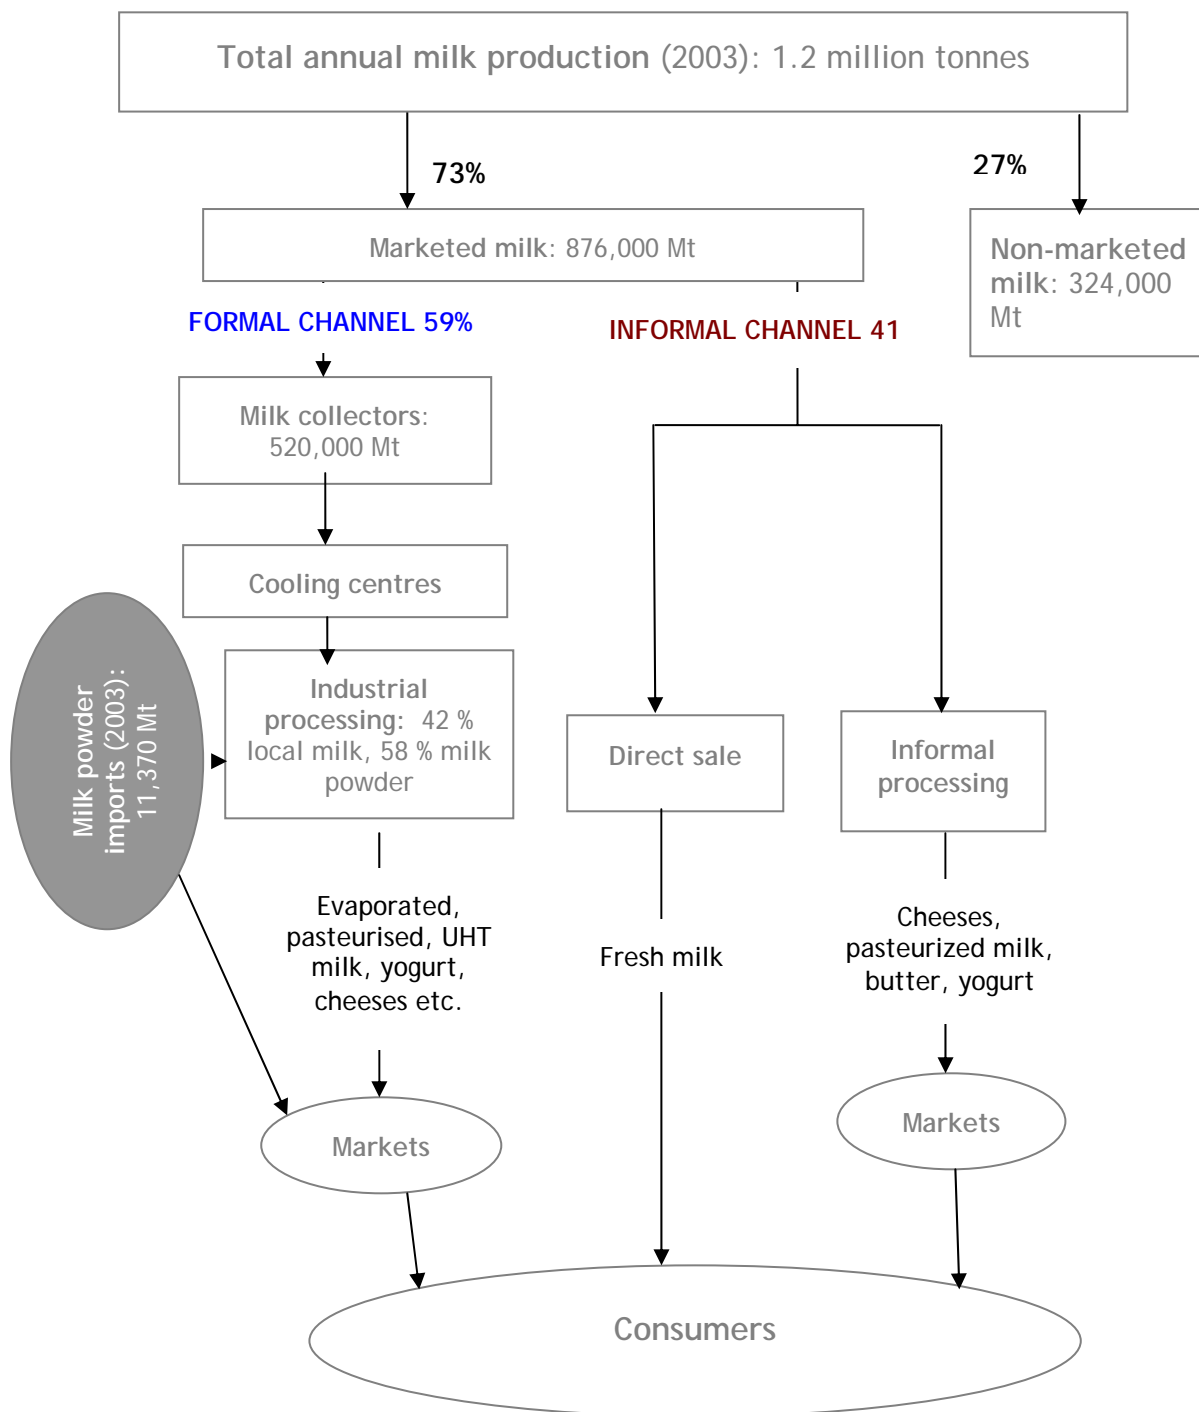 Total annual milk production (2003): 1.2 million tonnes
73%
27%
Marketed milk: 876,000 Mt
Non-marketed
milk: 324,000
Mt
FORMAL CHANNEL 59%
INFORMAL CHANNEL 41
Milk collectors:
520,000 Mt
Cooling centres
Milk powder
imports (2003):
11,370 Mt
Industrial
processing: 42 %
local milk, 58 % milk
powder
Direct sale
Informal
processing
Evaporated,
pasteurised, UHT
milk, yogurt,
cheeses etc.
Fresh milk
Cheeses,
pasteurized milk,
butter, yogurt
Markets
Markets
Consumers